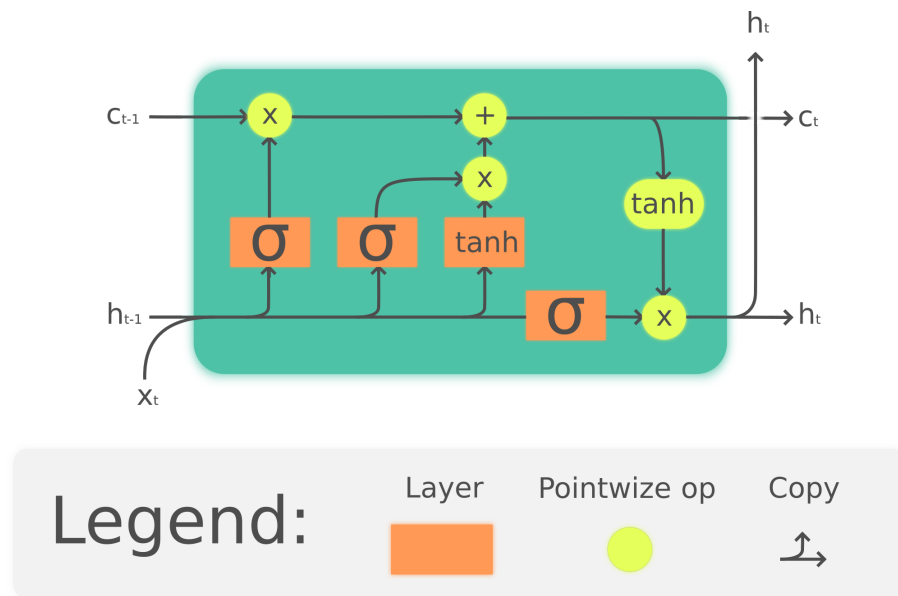 ht
ct-1 x + ct
x
tanh
σ σ tanh
ht-1 σ x ht
xt
Legend:
Layer Pointwize op Copy